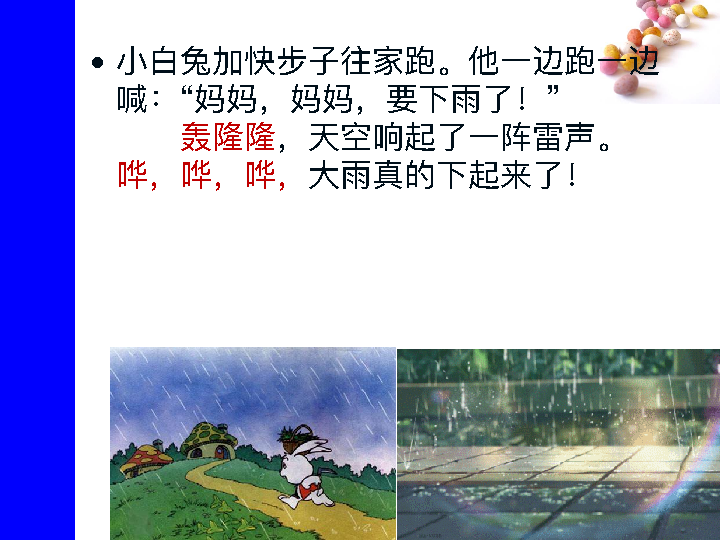 • 小白兔加快步子往家跑。他一边跑一边
喊：“妈妈，妈妈，要下雨了！”
轰隆隆，天空响起了一阵雷声。
哗，哗，哗，大雨真的下起来了！